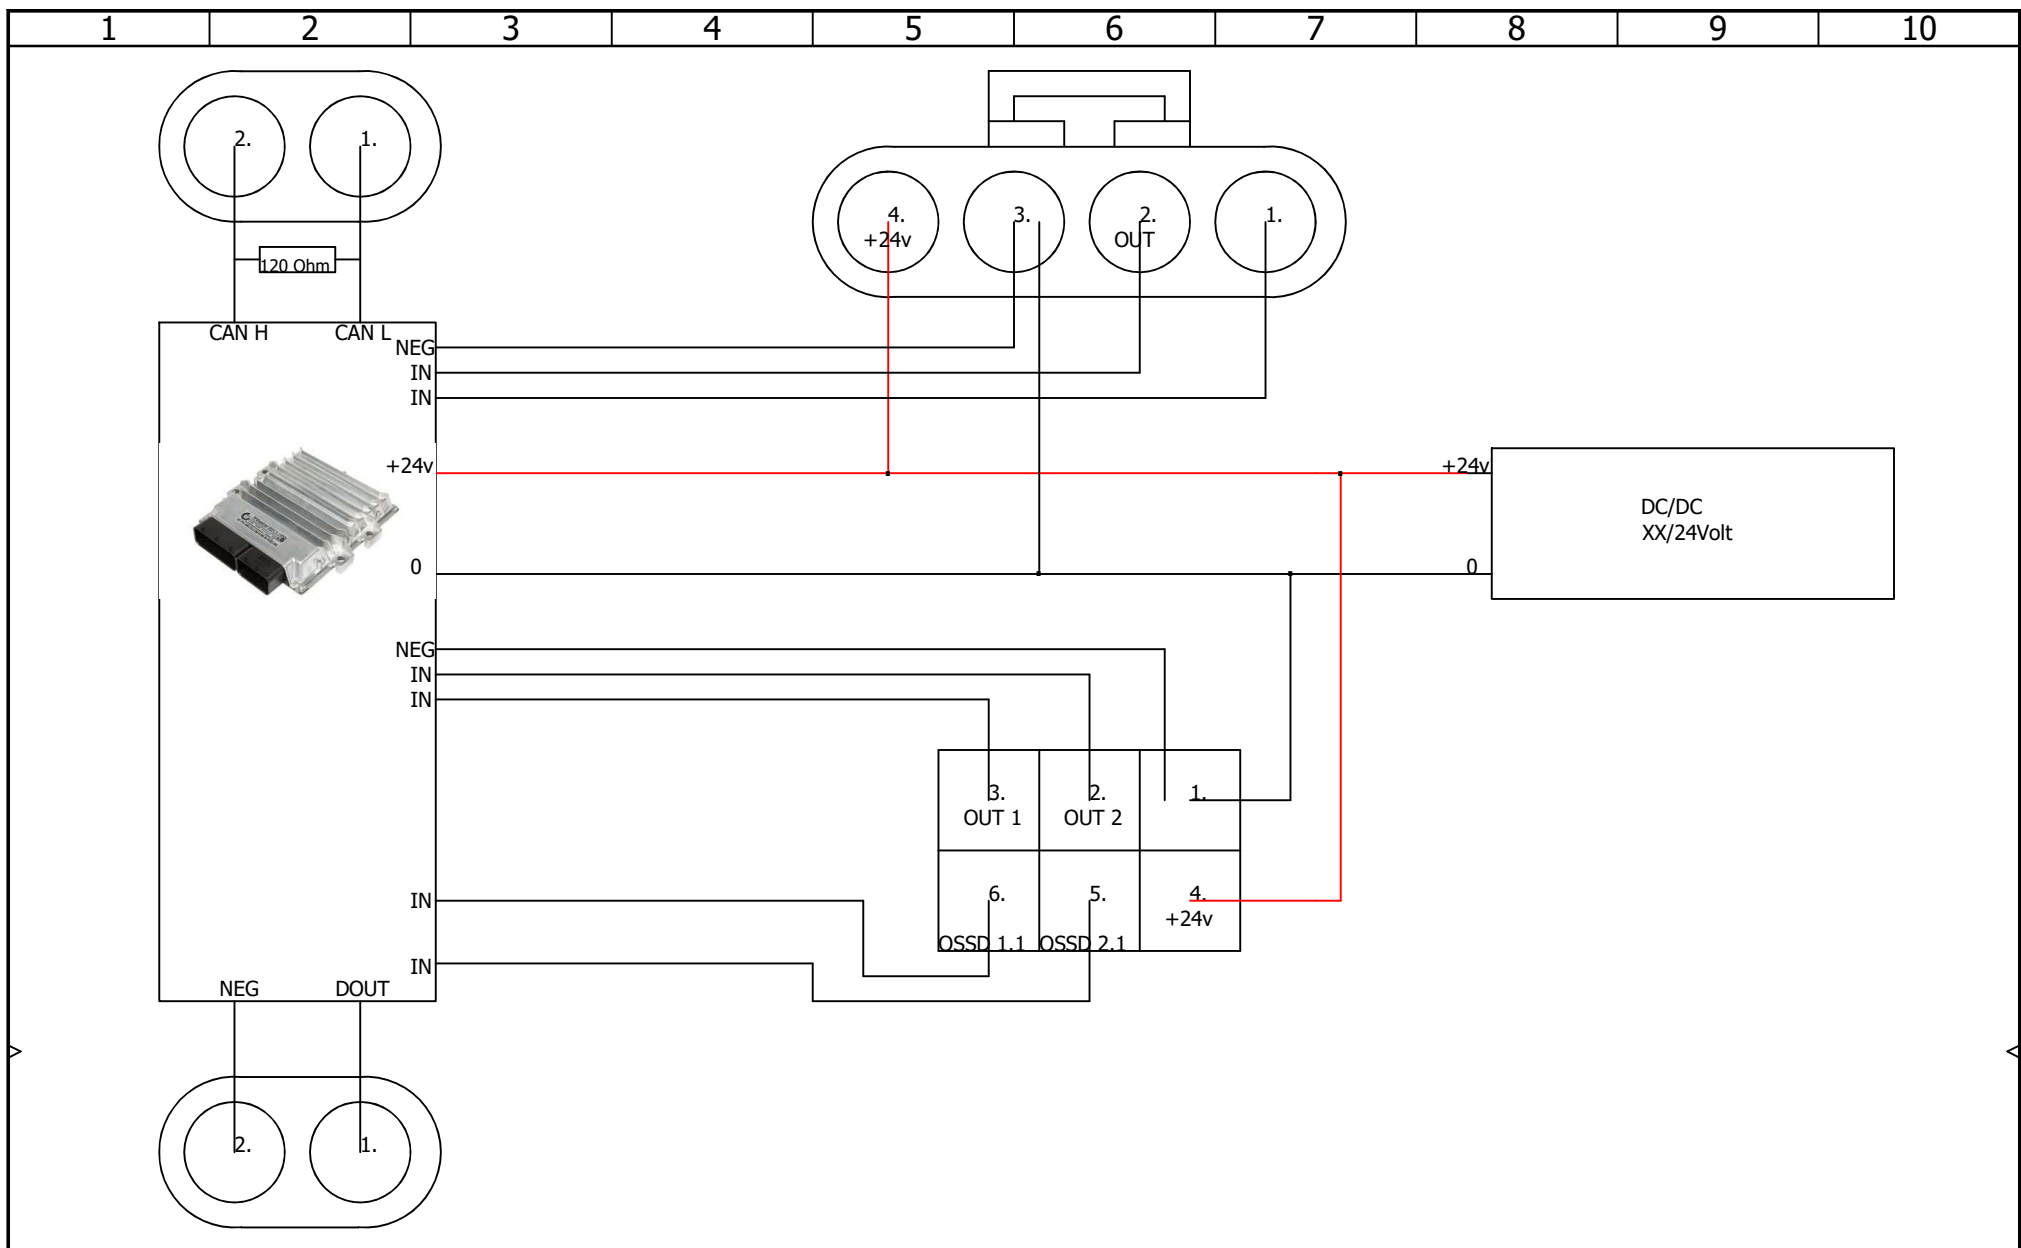 1 2 3 4 5 6 7 8 9 10
2. 1.
4. 3. 2. 1.
+24v OUT
120 Ohm
CAN H CAN L
NEG
IN
IN
+24v +24v
DC/DC
XX/24Volt
0 0
NEG
IN
IN
3. 2. 1.
OUT 1 OUT 2
6. 5. 4.
+24v
IN
OSSD 1.1 OSSD 2.1
IN
NEG DOUT
2. 1.